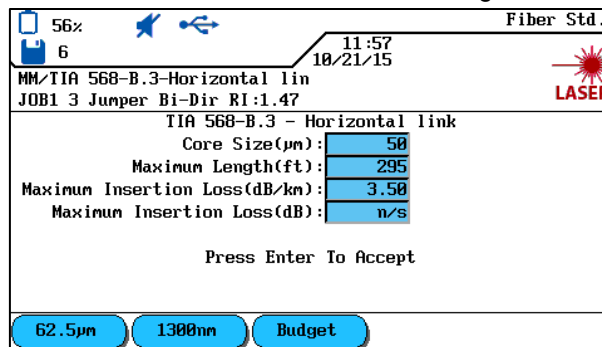 56%
Fiber Std.
6
11:57
10/21/15
MM/TIA 568-B.3-Horizontal lin
JOB1 3 Jumper Bi-Dir RI:1.47
LASER
TIA 568-B.3 - Horizontal link
Core Size(µm): 50
Maximum Length(ft): 295
Maximum Insertion Loss(dB/km): 3.50
Maximum Insertion Loss(dB): n/s
Press Enter To Accept
62.5µm 1300nm Budget